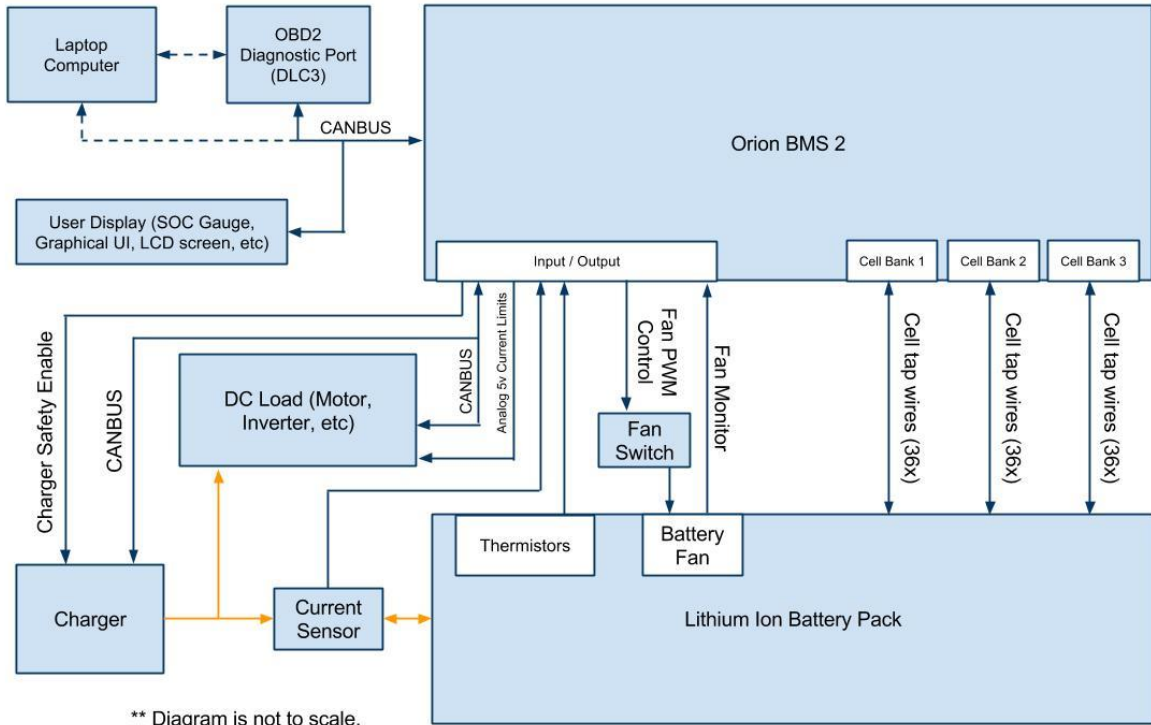 Laptop
Computer
OBD2
Diagnostic Port
(DLC3)
CANBUS
Orion BMS 2
User Display (SOC Gauge,
Graphical UI, LCD screen, etc)
Input / Output
Cell Bank 1
Cell Bank 2
Cell Bank 3
Charger Safety Enable
CANBUS
DC Load (Motor,
Inverter, etc)
CANBUS
Analog 5v Current Limits
Fan PWM
Control
Fan Monitor
Fan
Switch
Cell tap wires (36x)
Cell tap wires (36x)
Cell tap wires (36x)
Thermistors
Battery
Fan
Charger
Current
Sensor
Lithium Ion Battery Pack
** Diagram is not to scale.